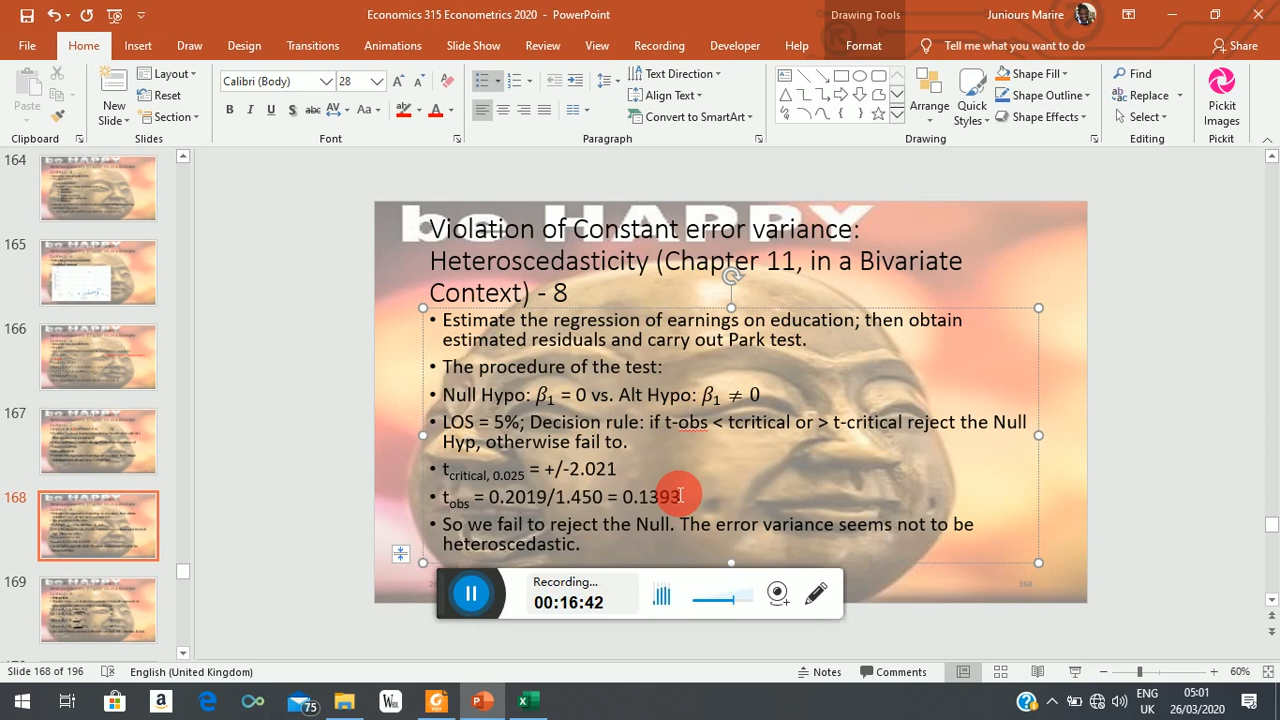 Economics 315 Econometrics 2020 - PowerPoint
Drawing Tools
Juniours Marire
File
Home
Insert
Draw
Design
Transitions
Animations
Slide Show
Review
View
Recording
Developer
Help
Format
Tell me what you want to do
Share
Paste
New
Slide
Layout
Reset
Section
Calibri (Body)
28
Text Direction
Align Text
Convert to SmartArt
Arrange
Quick
Styles
Shape Fill
Shape Outline
Shape Effects
Find
Replace
Select
Pickit
Images
Clipboard
Slides
Font
Paragraph
Drawing
Editing
Pickit
164
165
166
167
168
169
be HAPPY
Violation of Constant error variance:
Heteroscedasticity (Chapter 11, in a Bivariate
Context) - 8
• Estimate the regression of earnings on education; then obtain
estimated residuals and carry out Park test.
• The procedure of the test:
• Null Hypo: β₁ = 0 vs. Alt Hypo: β₁ ≠ 0
• LOS = 5%; Decision rule: if t-obs < tcritical or > t-critical reject the Null
Hyp, otherwise fail to.
• t critical, 0.025 = +/-2.021
• t obs = 0.2019/1.450 = 0.1393
• So we fail to reject the Null. The error variance seems not to be
heteroscedastic.
168
Recording...
00:16:42
Slide 168 of 196
English (United Kingdom)
Notes
Comments
60%
75
ENG
UK
05:01
26/03/2020